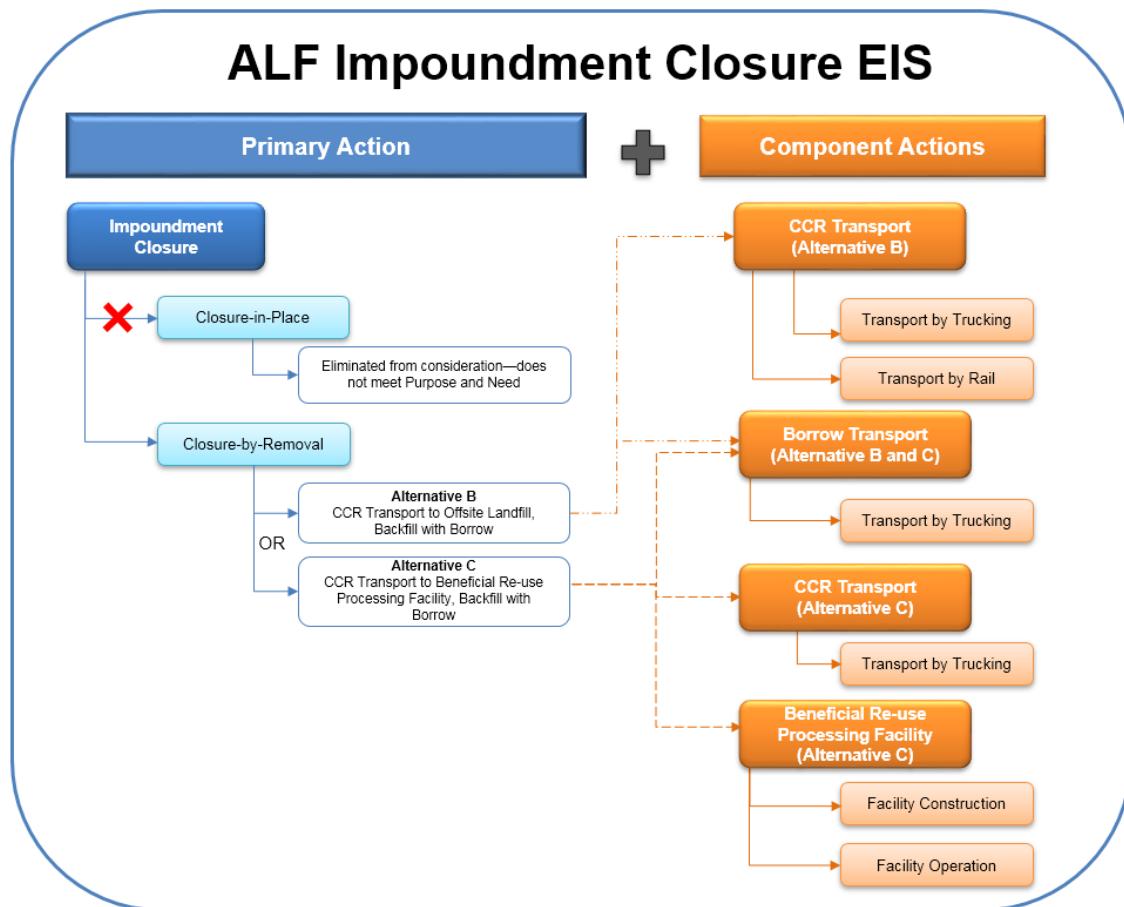 ALF Impoundment Closure EIS
Primary Action
Component Actions
Impoundment
Closure
Closure-in-Place
Eliminated from consideration—does
not meet Purpose and Need
Closure-by-Removal
Alternative B
CCR Transport to Offsite Landfill,
Backfill with Borrow
OR
Alternative C
CCR Transport to Beneficial Re-use
Processing Facility, Backfill with
Borrow
CCR Transport
(Alternative B)
Transport by Trucking
Transport by Rail
Borrow Transport
(Alternative B and C)
Transport by Trucking
CCR Transport
(Alternative C)
Transport by Trucking
Beneficial Re-use
Processing Facility
(Alternative C)
Facility Construction
Facility Operation